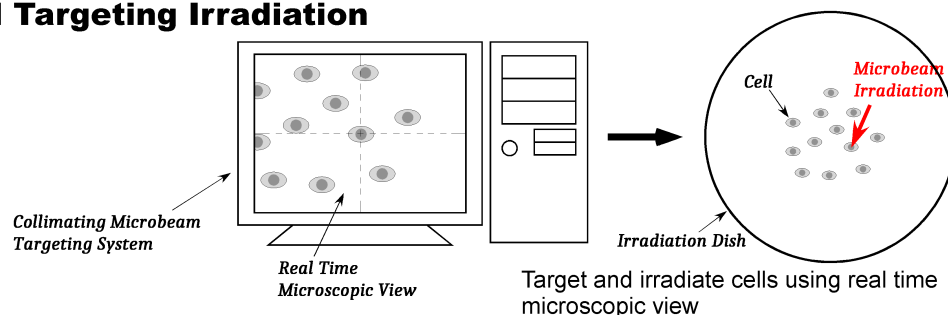 Targeting Irradiation
Cell
Microbeam
Irradiation
Collimating Microbeam
Targeting System
Real Time
Microscopic View
Irradiation Dish
Target and irradiate cells using real time
microscopic view